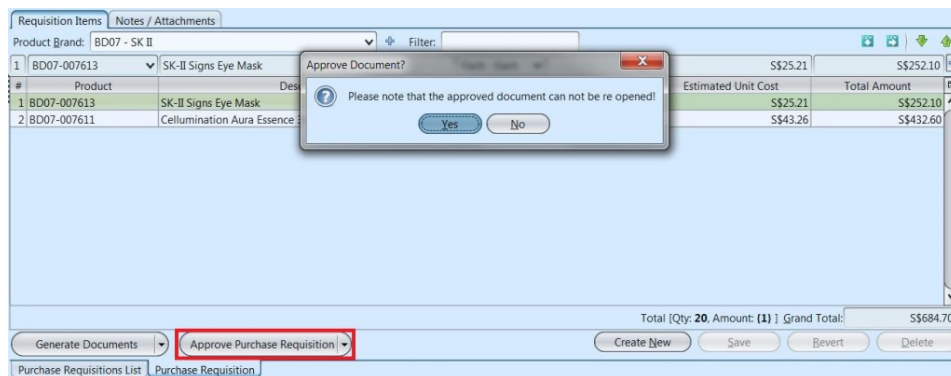 Requisition Items Notes / Attachments
Product Brand: BD07 - SK II Filter:
1 BD07-007613 SK-II Signs Eye Mask S$25.21 S$252.10
Approve Document?
Please note that the approved document can not be re opened!
Yes No
# Product Estimated Unit Cost Total Amount
1 BD07-007613 SK-II Signs Eye Mask S$25.21 S$252.10
2 BD07-007611 Cellumination Aura Essence S$43.26 S$432.60
Total [Qty: 20, Amount: {1} ] Grand Total: S$684.70
Generate Documents Approve Purchase Requisition Create New Save Revert Delete
Purchase Requisitions List Purchase Requisition